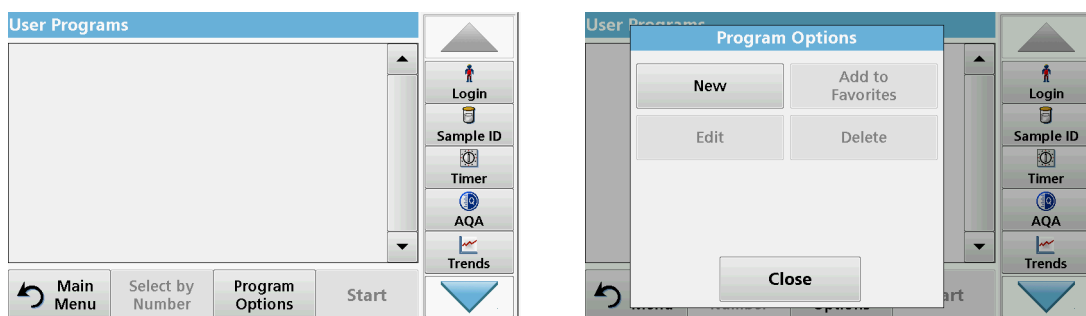 User Programs
Login
Sample ID
Timer
AQA
Trends
Main
Menu
Select by
Number
Program
Options
Start
User Programs
Program Options
New
Add to
Favorites
Edit
Delete
Close
Login
Sample ID
Timer
AQA
Trends